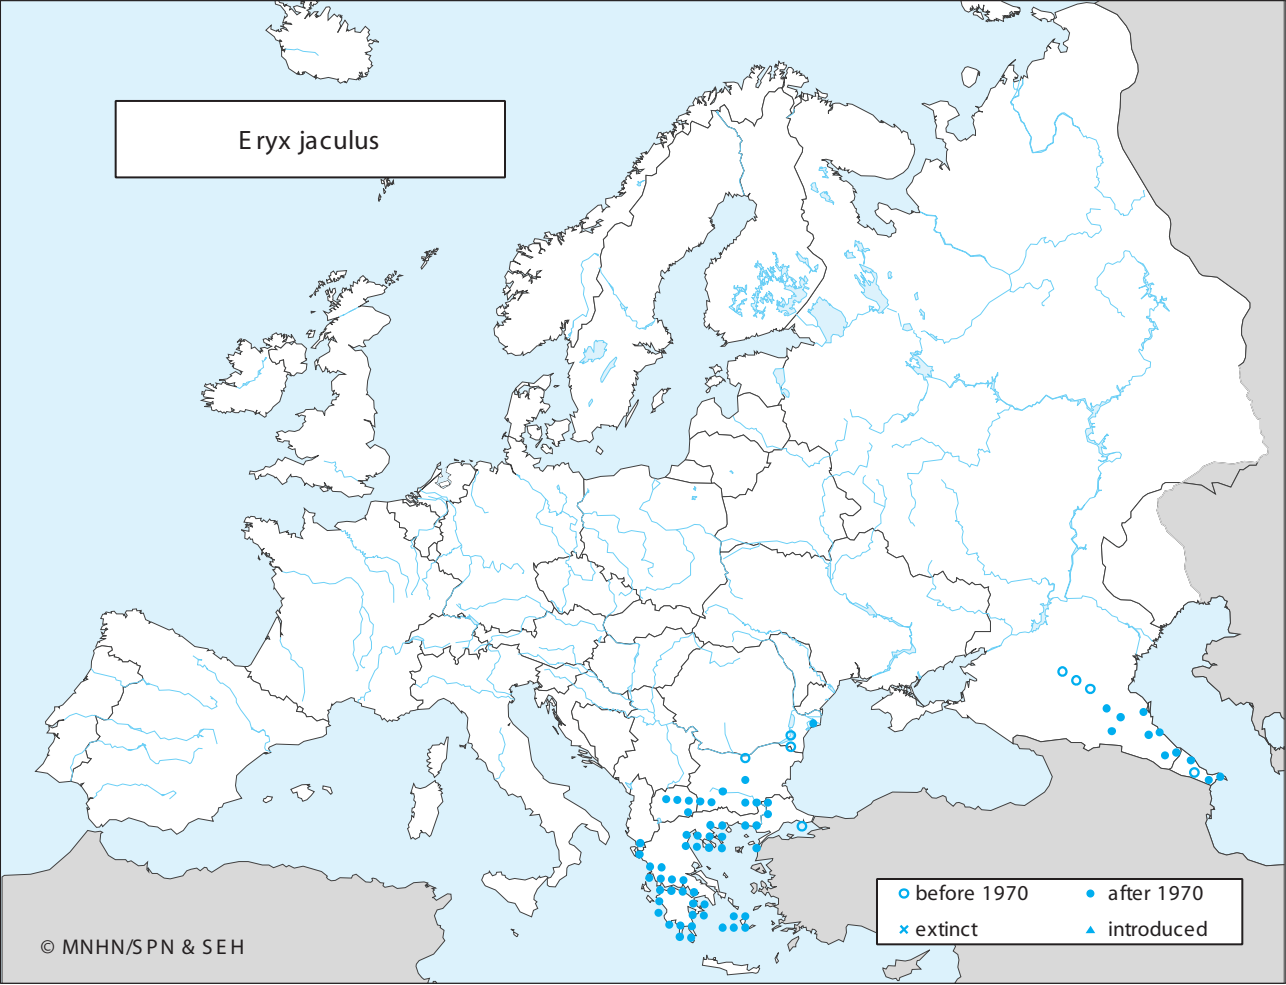 Eryx jaculus
before 1970
after 1970
extinct
introduced
© MNHN/SPN & SEH